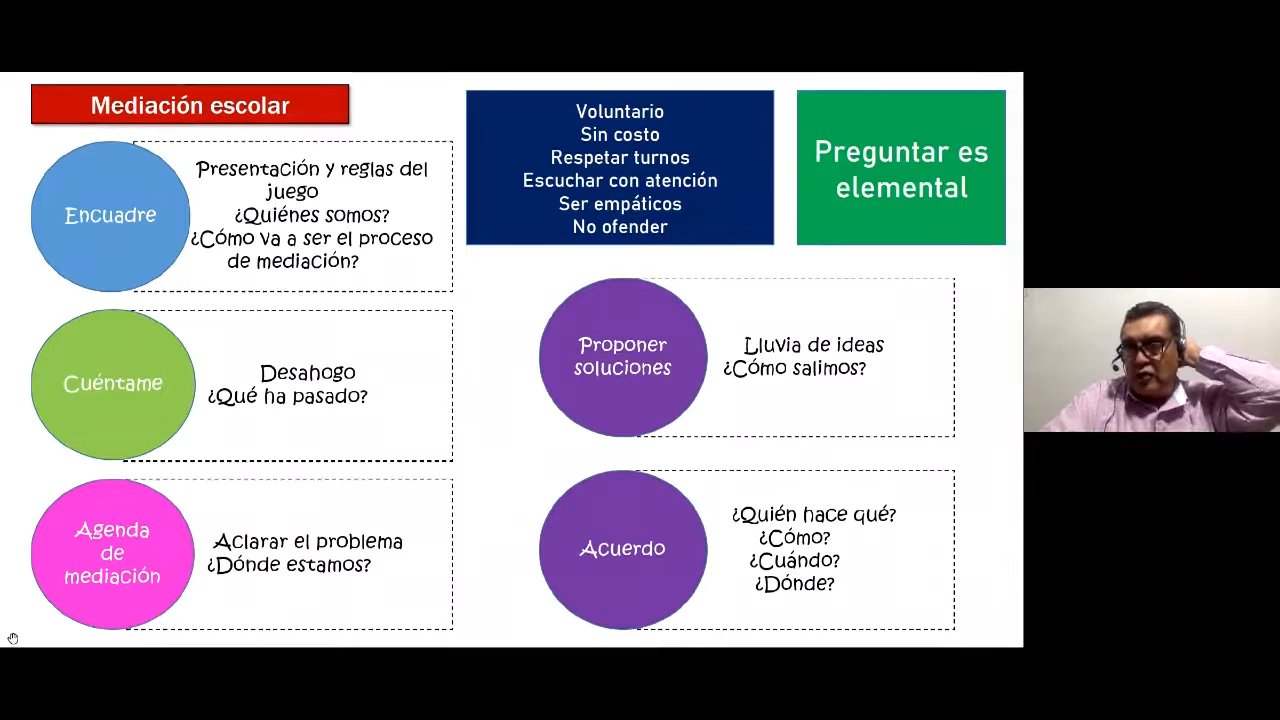 Mediación escolar
Encuadre
Presentación y reglas del
juego
¿Quiénes somos?
¿Cómo va a ser el proceso
de mediación?
Cuéntame
Desahogo
¿Qué ha pasado?
Agenda
de
mediación
Aclarar el problema
¿Dónde estamos?
Voluntario
Sin costo
Respetar turnos
Escuchar con atención
Ser empáticos
No ofender
Preguntar es
elemental
Proponer
soluciones
Lluvia de ideas
¿Cómo salimos?
Acuerdo
¿Quién hace qué?
¿Cómo?
¿Cuándo?
¿Dónde?